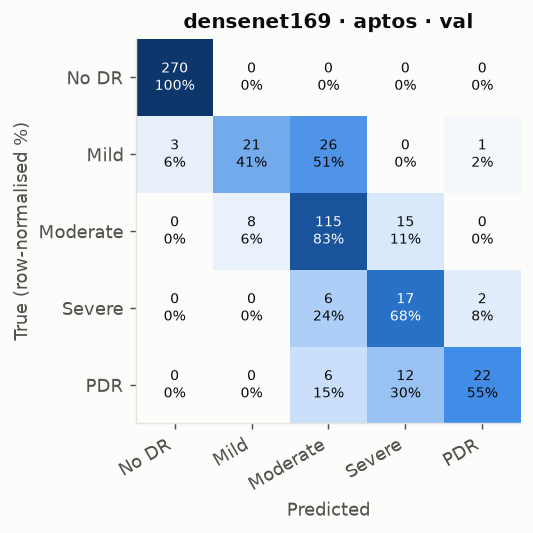 densenet169 · aptos · val
True (row-normalised %)
No DR
270 0 0 0 0
100% 0% 0% 0% 0%
Mild
3 21 26 0 1
6% 41% 51% 0% 2%
Moderate
0 8 115 15 0
0% 6% 83% 11% 0%
Severe
0 0 6 17 2
0% 0% 24% 68% 8%
PDR
0 0 6 12 22
0% 0% 15% 30% 55%
No DR Mild Moderate Severe PDR
Predicted